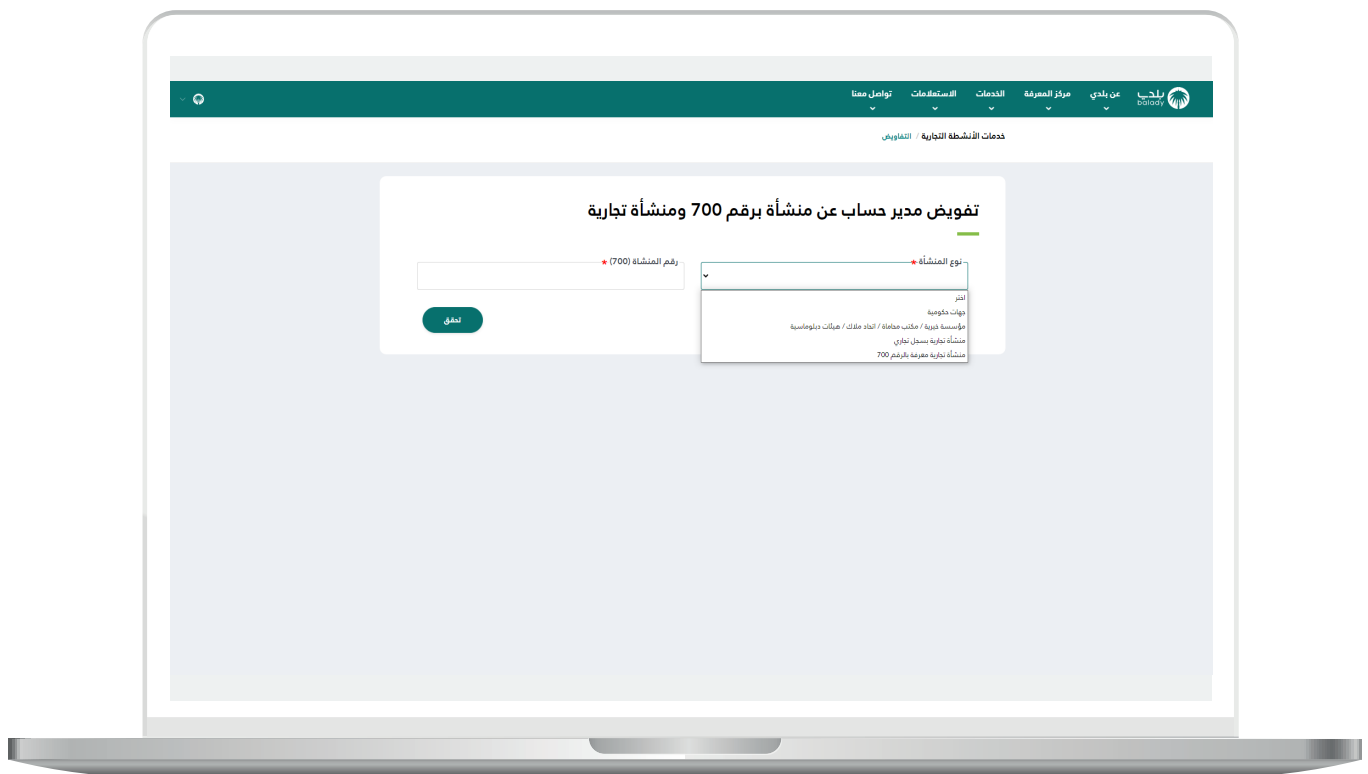 بلدي
balady
عن بلدي
مركز المعرفة
الخدمات
الاستعلامات
تواصل معنا
خدمات الأنشطة التجارية / التفاويض
تفويض مدير حساب عن منشأة برقم 700 ومنشأة تجارية
نوع المنشأة *
رقم المنشاة (700) *
اختر
جهات حكومية
مؤسسة خيرية / مكتب محاماة / اتحاد ملاك / هيئات دبلوماسية
منشأة تجارية بسجل تجاري
منشأة تجارية معرفة بالرقم 700
تحقق